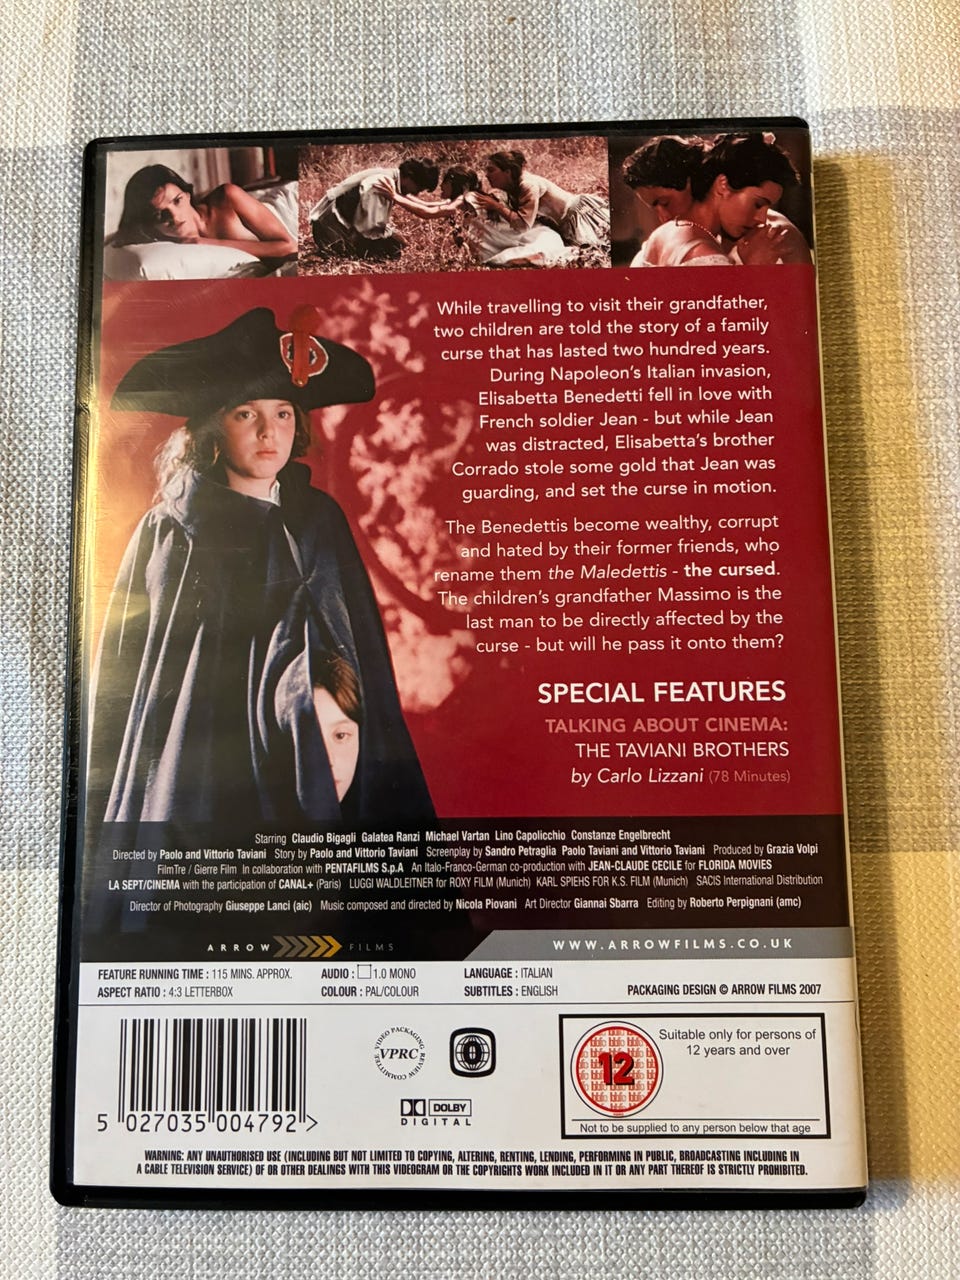 While travelling to visit their grandfather,
two children are told the story of a family
curse that has lasted two hundred years.
During Napoleon's Italian invasion,
Elisabetta Benedetti fell in love with
French soldier Jean - but while Jean
was distracted, Elisabetta's brother
Corrado stole some gold that Jean was
guarding, and set the curse in motion.
The Benedettis become wealthy, corrupt
and hated by their former friends, who
rename them the Maledettis - the cursed.
The children's grandfather Massimo is the
last man to be directly affected by the
curse - but will he pass it onto them?
SPECIAL FEATURES
TALKING ABOUT CINEMA:
THE TAVIANI BROTHERS
by Carlo Lizzani (78 Minutes)
Starring Claudio Bigagli Galatea Ranzi Michael Vartan Lino Capolicchio Constanze Engelbrecht
Directed by Paolo and Vittorio Taviani Story by Paolo and Vittorio Taviani Screenplay by Sandro Petraglia Paolo Taviani and Vittorio Taviani Produced by Grazia Volpi
FilmTre / Gierre Film In collaboration with PENTAFILMS S.p.A An Italo-Franco-German co-production with JEAN-CLAUDE CECILE for FLORIDA MOVIES
LA SEPT/CINEMA with the participation of CANAL+ (Paris) LUGGI WALDLEITNER for ROXY FILM (Munich) KARL SPIEHS FOR K.S. FILM (Munich) SACIS International Distribution
Director of Photography Giuseppe Lanci (aic) Music composed and directed by Nicola Piovani Art Director Giannai Sbarra Editing by Roberto Perpignani (amc)
ARROW FILMS
WWW.ARROWFILMS.CO.UK
FEATURE RUNNING TIME : 115 MINS. APPROX. AUDIO : 1.0 MONO LANGUAGE : ITALIAN
ASPECT RATIO : 4:3 LETTERBOX COLOUR : PAL/COLOUR SUBTITLES : ENGLISH PACKAGING DESIGN © ARROW FILMS 2007
5 027035 004792 >
VIDEO PACKAGING REVIEW COMMITTEE
VPRC
0
DOLBY
DIGITAL
12
Suitable only for persons of
12 years and over
Not to be supplied to any person below that age
WARNING: ANY UNAUTHORISED USE (INCLUDING BUT NOT LIMITED TO COPYING, ALTERING, RENTING, LENDING, PERFORMING IN PUBLIC, BROADCASTING INCLUDING IN
A CABLE TELEVISION SERVICE) OF OR OTHER DEALINGS WITH THIS VIDEOGRAM OR THE COPYRIGHTS WORK INCLUDED IN IT OR ANY PART THEREOF IS STRICTLY PROHIBITED.